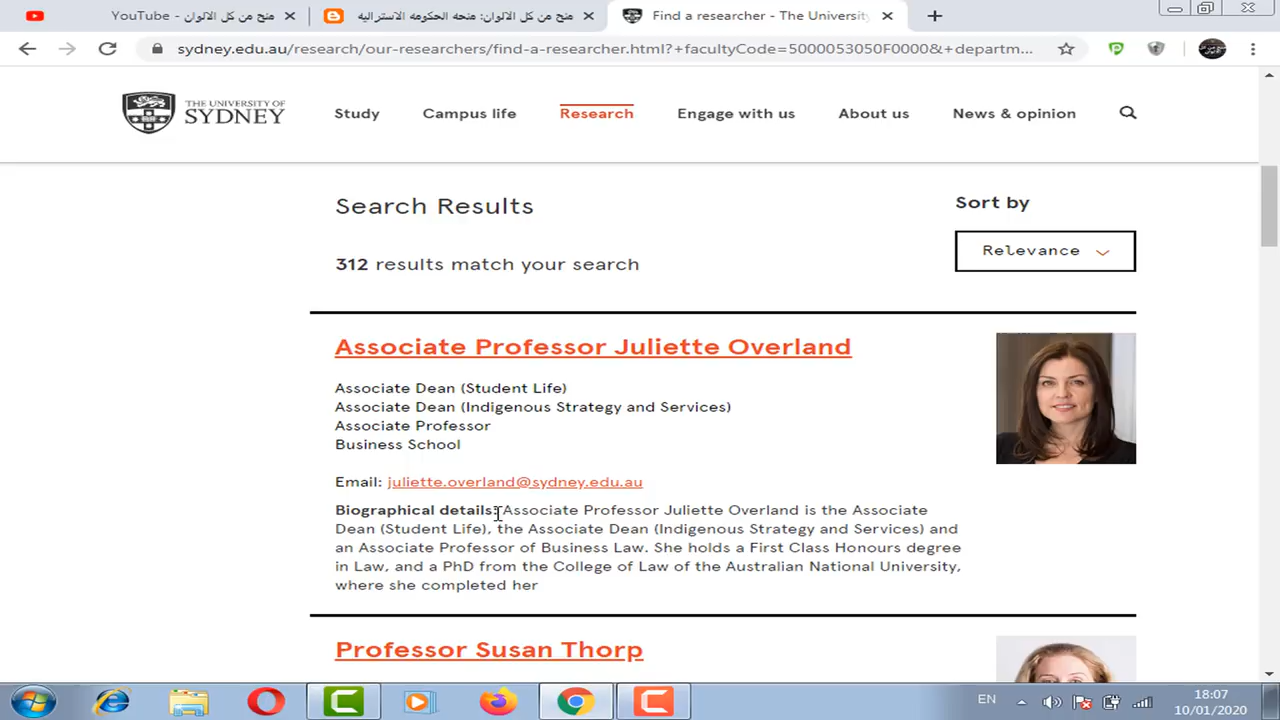 YouTube - منح من كل الالوان
منح من كل الالوان: منحة الحكومه الاستراليه
Find a researcher - The University
sydney.edu.au/research/our-researchers/find-a-researcher.html?+facultyCode=5000053050F0000&+departm...
THE UNIVERSITY OF
SYDNEY
Study Campus life Research Engage with us About us News & opinion
Search Results
Sort by
Relevance
312 results match your search
Associate Professor Juliette Overland
Associate Dean (Student Life)
Associate Dean (Indigenous Strategy and Services)
Associate Professor
Business School
Email: juliette.overland@sydney.edu.au
Biographical details: Associate Professor Juliette Overland is the Associate
Dean (Student Life), the Associate Dean (Indigenous Strategy and Services) and
an Associate Professor of Business Law. She holds a First Class Honours degree
in Law, and a PhD from the College of Law of the Australian National University,
where she completed her
Professor Susan Thorp
EN
18:07
10/01/2020